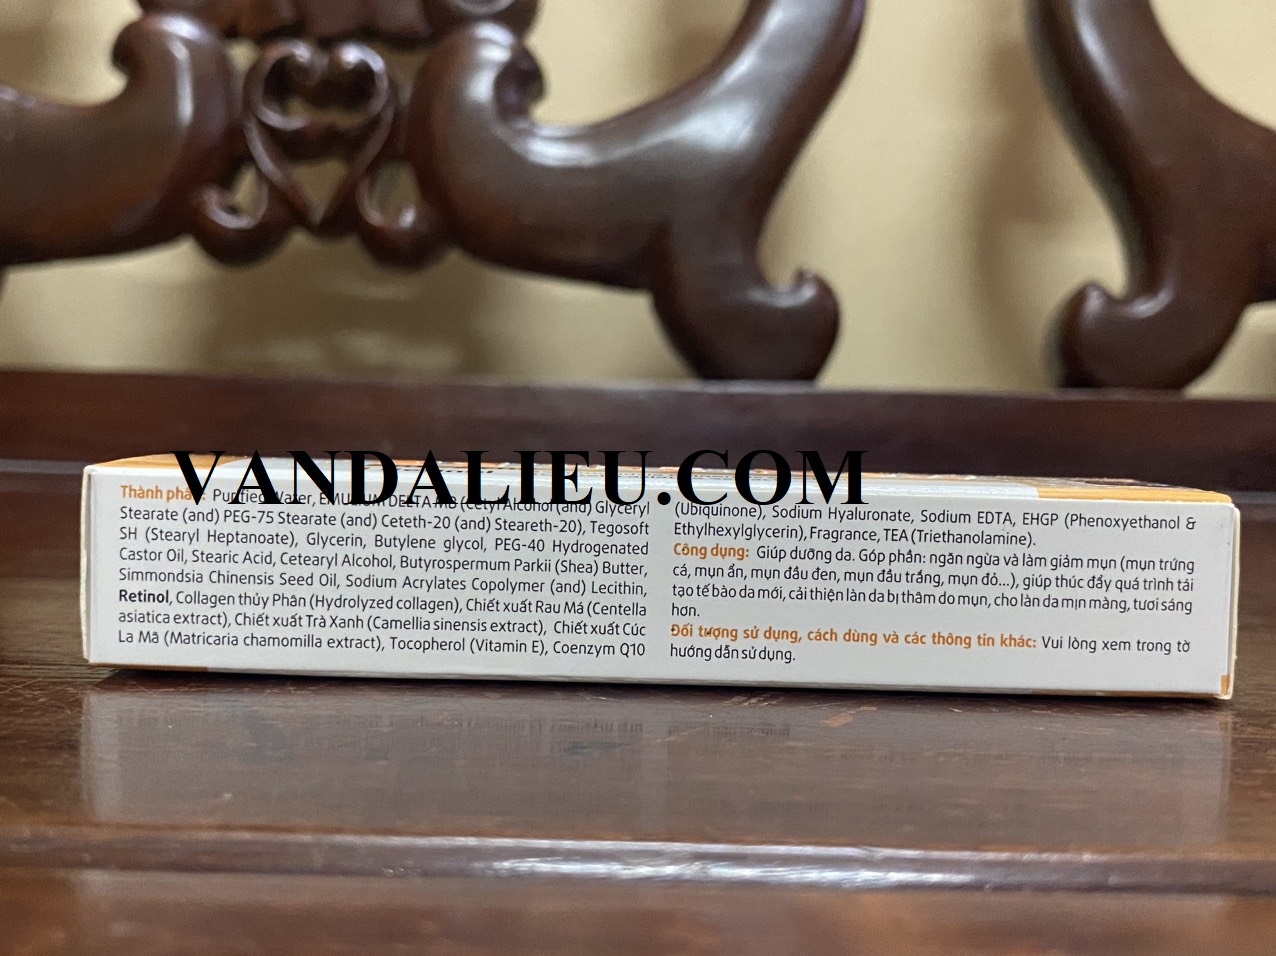 VANDALIEU.COM
Thành phần: Purified Water, EMULIUM DELTA MB (Cetyl Alcohol (and) Glyceryl
Stearate (and) PEG-75 Stearate (and) Ceteth-20 (and) Steareth-20), Tegosoft
SH (Stearyl Heptanoate), Glycerin, Butylene glycol, PEG-40 Hydrogenated
Castor Oil, Stearic Acid, Cetearyl Alcohol, Butyrospermum Parkii (Shea) Butter,
Simmondsia Chinensis Seed Oil, Sodium Acrylates Copolymer (and) Lecithin,
Retinol, Collagen thủy Phân (Hydrolyzed collagen), Chiết xuất Rau Má (Centella
asiatica extract), Chiết xuất Trà Xanh (Camellia sinensis extract), Chiết xuất Cúc
La Mã (Matricaria chamomilla extract), Tocopherol (Vitamin E), Coenzym Q10
(Ubiquinone), Sodium Hyaluronate, Sodium EDTA, EHGP (Phenoxyethanol &
Ethylhexylglycerin), Fragrance, TEA (Triethanolamine).
Công dụng: Giúp dưỡng da. Góp phần: ngăn ngừa và làm giảm mụn (mụn trứng
cá, mụn ẩn, mụn đầu đen, mụn đầu trắng, mụn đỏ...), giúp thúc đẩy quá trình tái
tạo tế bào da mới, cải thiện làn da bị thâm do mụn, cho làn da mịn màng, tươi sáng
hơn.
Đối tượng sử dụng, cách dùng và các thông tin khác: Vui lòng xem trong tờ
hướng dẫn sử dụng.